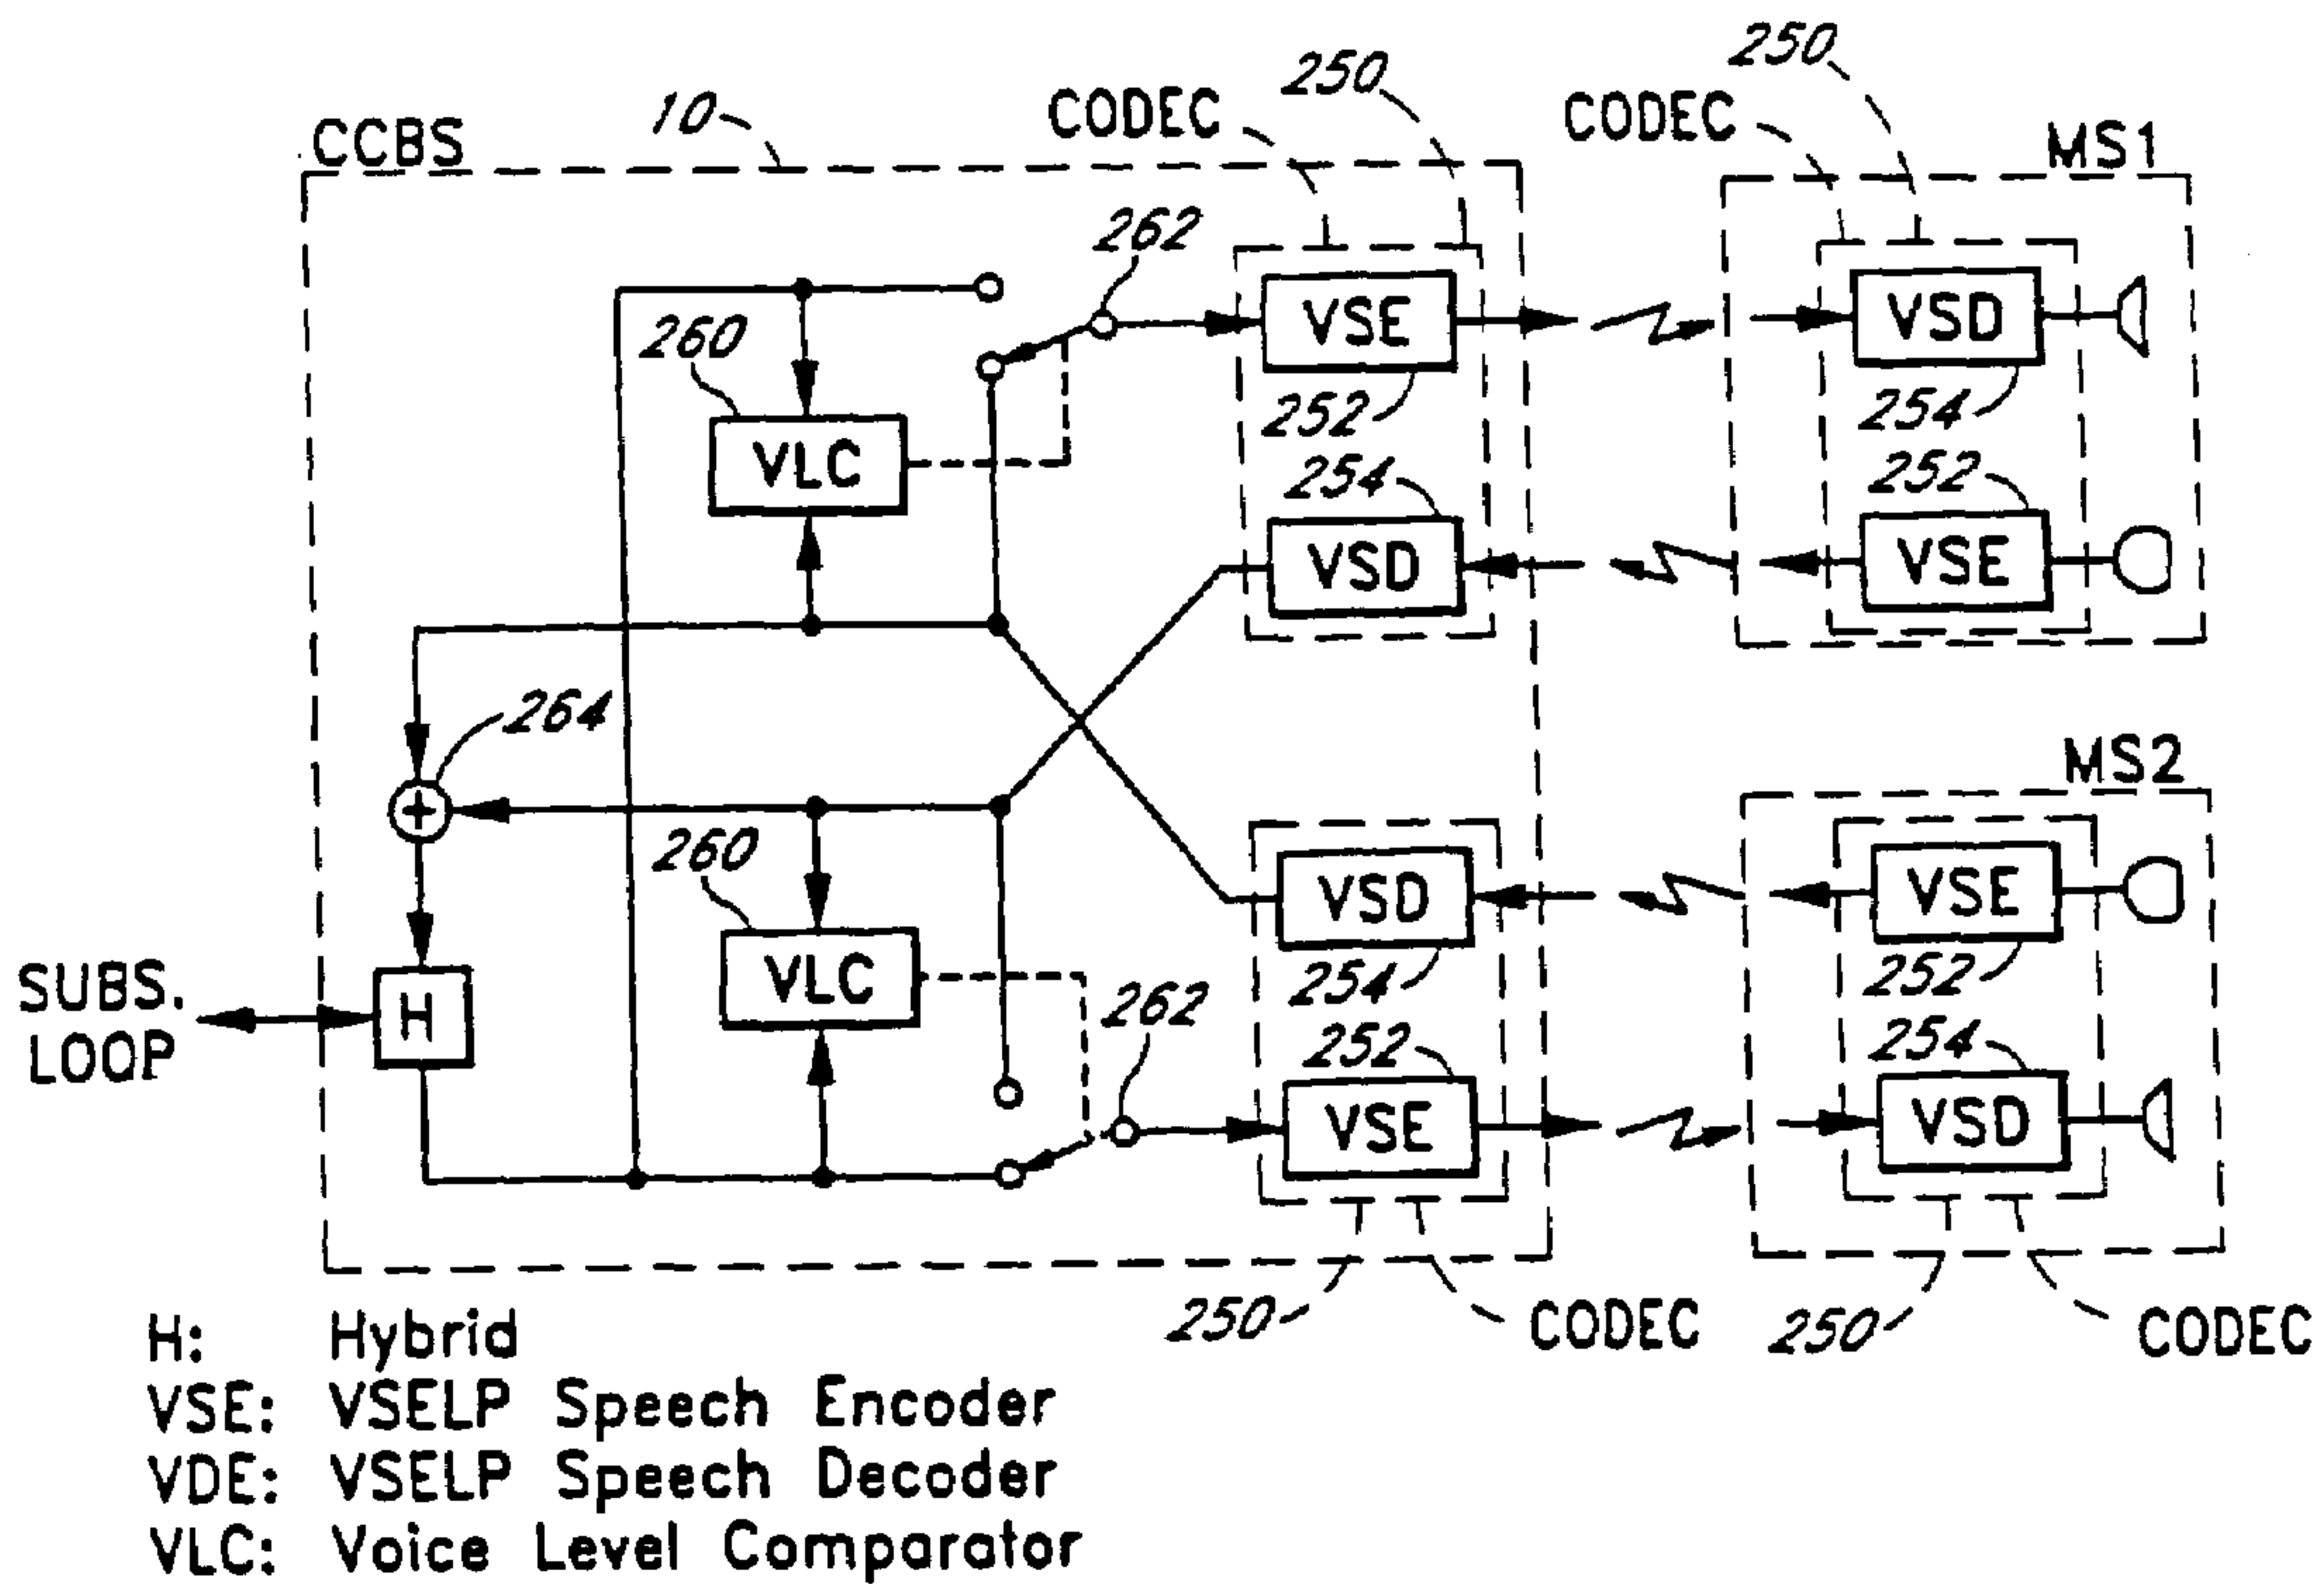 250
250
CODEC
CODEC
10
CCBS
MS1
262
260
VSE
VSD
252
254
VLC
254
252
VSD
VSE
264
MS2
260
VSD
VSE
254
252
VLC
262
SUBS.
LOOP
H
252
254
VSE
VSD
250
CODEC
250
CODEC
H: Hybrid
VSE: VSELP Speech Encoder
VDE: VSELP Speech Decoder
VLC: Voice Level Comparator